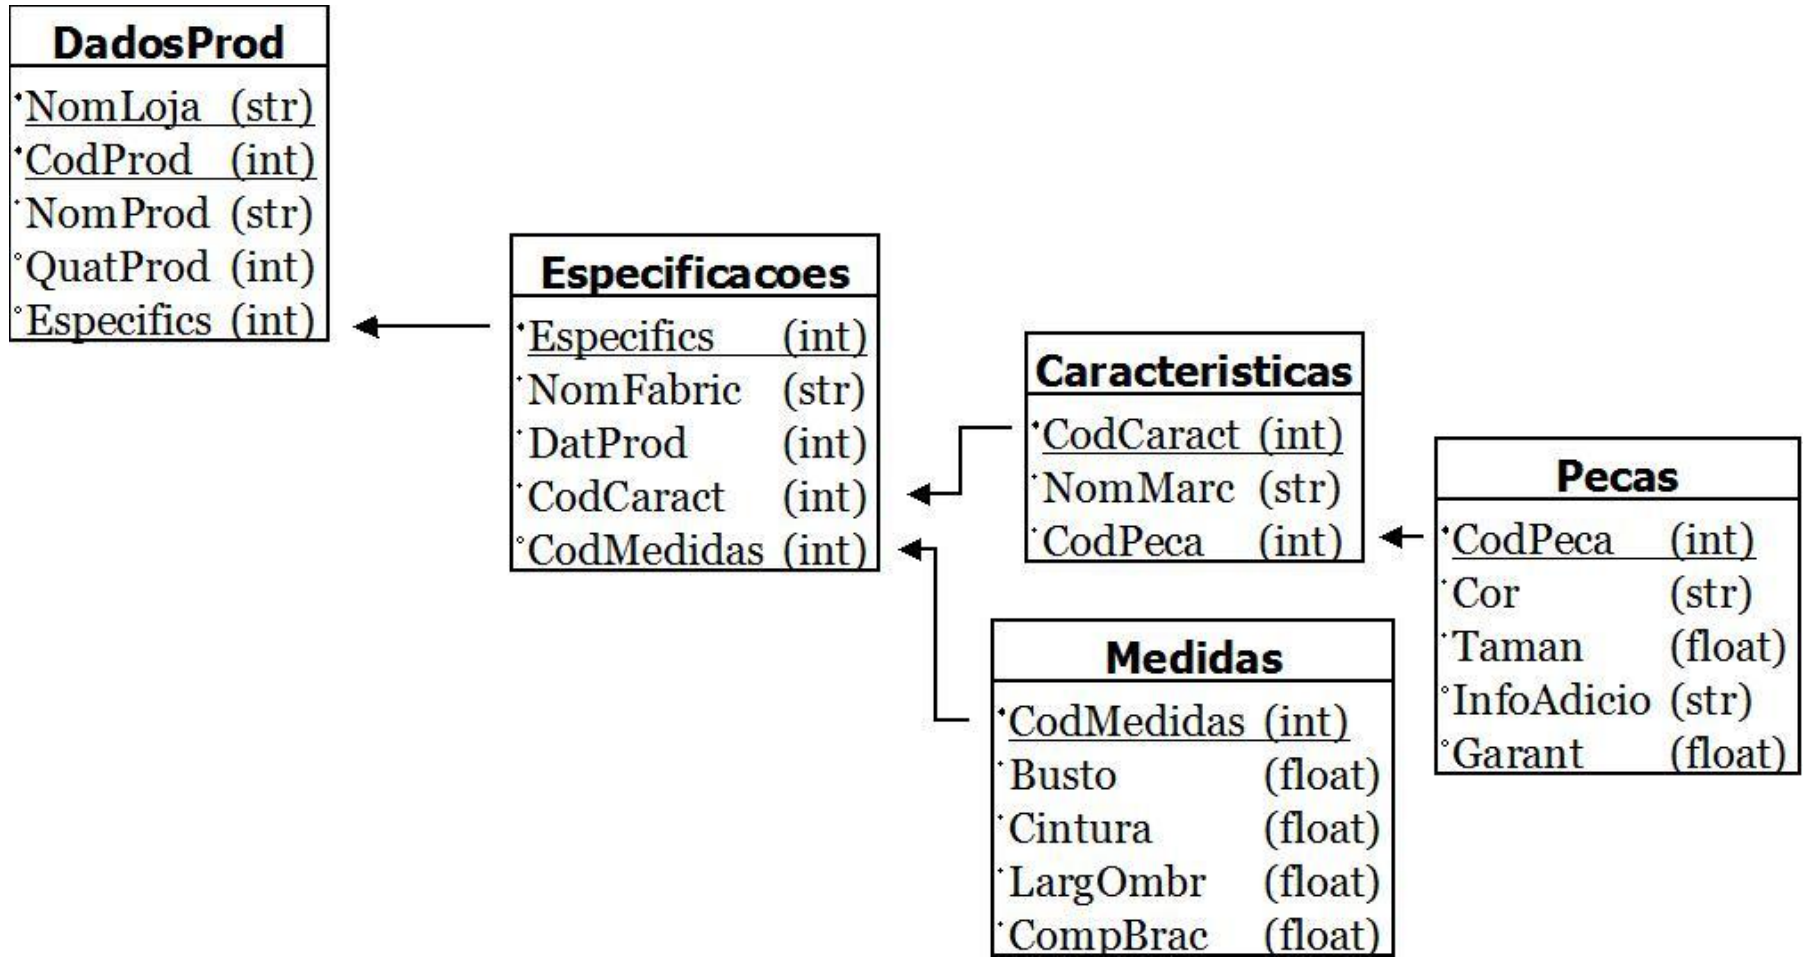 DadosProd
NomLoja (str)
CodProd (int)
NomProd (str)
QuatProd (int)
Especifics (int)
Especificacoes
Especifics (int)
NomFabric (str)
DatProd (int)
CodCaract (int)
CodMedidas (int)
Caracteristicas
CodCaract (int)
NomMarc (str)
CodPeca (int)
Pecas
CodPeca (int)
Cor (str)
Taman (float)
InfoAdicio (str)
Garant (float)
Medidas
CodMedidas (int)
Busto (float)
Cintura (float)
LargOmbr (float)
CompBrac (float)